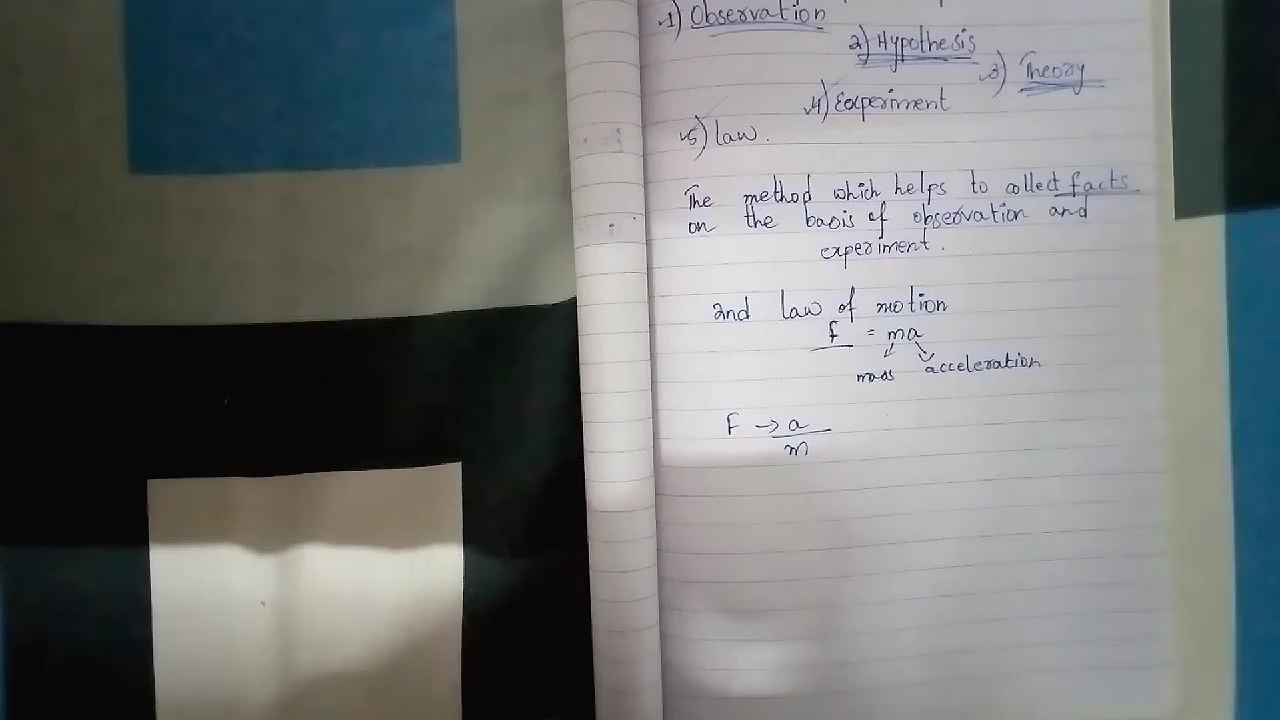 1) Observation
2) Hypothesis
3) Theory
4) Experiment
5) law.
The method which helps to collect facts
on the basis of observation and
experiment.
2nd law of motion
F = ma
mass acceleration
F → a
m